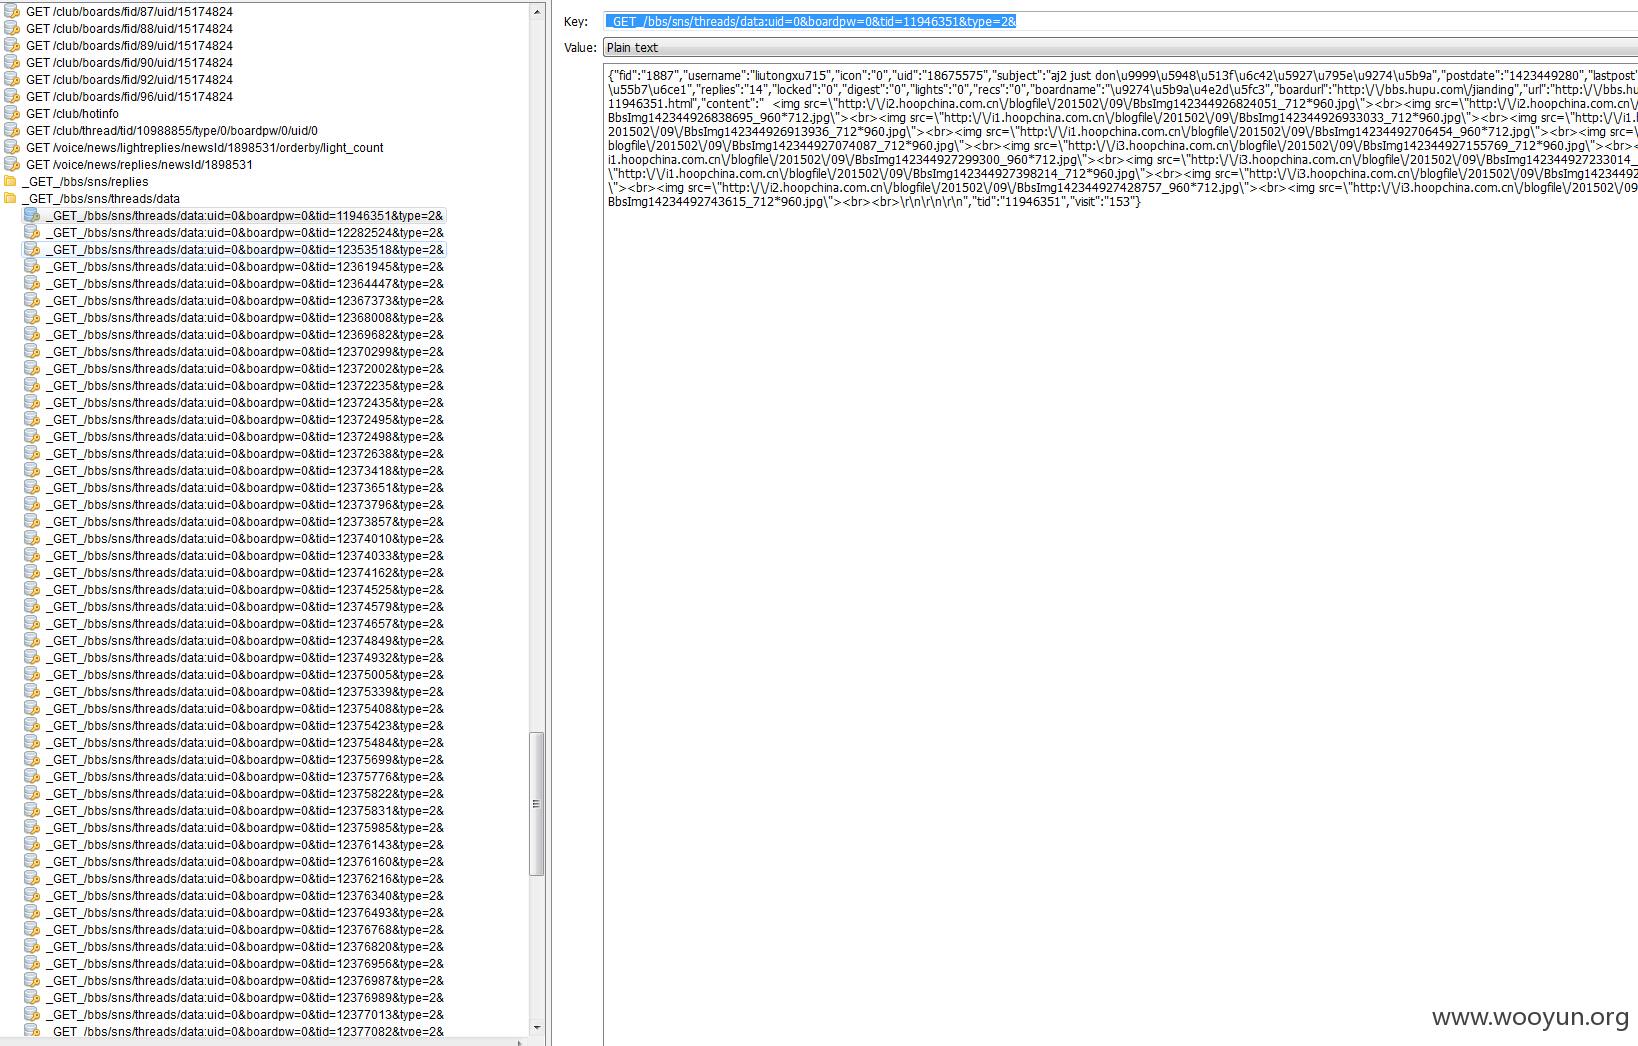 GET /club/boards/fid/87/uid/15174824
GET /club/boards/fid/88/uid/15174824
GET /club/boards/fid/89/uid/15174824
GET /club/boards/fid/90/uid/15174824
GET /club/boards/fid/92/uid/15174824
GET /club/boards/fid/96/uid/15174824
GET /club/hotinfo
GET /club/thread/tid/10988855/type/0/boardpw/0/uid/0
GET /voice/news/lightreplies/newsId/1898531/orderby/light_count
GET /voice/news/replies/newsId/1898531
_GET_/bbs/sns/replies
_GET_/bbs/sns/threads/data
_GET_/bbs/sns/threads/data:uid=0&boardpw=0&tid=11946351&type=2&
_GET_/bbs/sns/threads/data:uid=0&boardpw=0&tid=12282524&type=2&
_GET_/bbs/sns/threads/data:uid=0&boardpw=0&tid=12353518&type=2&
_GET_/bbs/sns/threads/data:uid=0&boardpw=0&tid=12361945&type=2&
_GET_/bbs/sns/threads/data:uid=0&boardpw=0&tid=12364447&type=2&
_GET_/bbs/sns/threads/data:uid=0&boardpw=0&tid=12367373&type=2&
_GET_/bbs/sns/threads/data:uid=0&boardpw=0&tid=12368008&type=2&
_GET_/bbs/sns/threads/data:uid=0&boardpw=0&tid=12369682&type=2&
_GET_/bbs/sns/threads/data:uid=0&boardpw=0&tid=12370299&type=2&
_GET_/bbs/sns/threads/data:uid=0&boardpw=0&tid=12372002&type=2&
_GET_/bbs/sns/threads/data:uid=0&boardpw=0&tid=12372235&type=2&
_GET_/bbs/sns/threads/data:uid=0&boardpw=0&tid=12372435&type=2&
_GET_/bbs/sns/threads/data:uid=0&boardpw=0&tid=12372495&type=2&
_GET_/bbs/sns/threads/data:uid=0&boardpw=0&tid=12372498&type=2&
_GET_/bbs/sns/threads/data:uid=0&boardpw=0&tid=12372638&type=2&
_GET_/bbs/sns/threads/data:uid=0&boardpw=0&tid=12373418&type=2&
_GET_/bbs/sns/threads/data:uid=0&boardpw=0&tid=12373651&type=2&
_GET_/bbs/sns/threads/data:uid=0&boardpw=0&tid=12373796&type=2&
_GET_/bbs/sns/threads/data:uid=0&boardpw=0&tid=12373857&type=2&
_GET_/bbs/sns/threads/data:uid=0&boardpw=0&tid=12374010&type=2&
_GET_/bbs/sns/threads/data:uid=0&boardpw=0&tid=12374033&type=2&
_GET_/bbs/sns/threads/data:uid=0&boardpw=0&tid=12374162&type=2&
_GET_/bbs/sns/threads/data:uid=0&boardpw=0&tid=12374525&type=2&
_GET_/bbs/sns/threads/data:uid=0&boardpw=0&tid=12374579&type=2&
_GET_/bbs/sns/threads/data:uid=0&boardpw=0&tid=12374657&type=2&
_GET_/bbs/sns/threads/data:uid=0&boardpw=0&tid=12374849&type=2&
_GET_/bbs/sns/threads/data:uid=0&boardpw=0&tid=12374932&type=2&
_GET_/bbs/sns/threads/data:uid=0&boardpw=0&tid=12375005&type=2&
_GET_/bbs/sns/threads/data:uid=0&boardpw=0&tid=12375339&type=2&
_GET_/bbs/sns/threads/data:uid=0&boardpw=0&tid=12375408&type=2&
_GET_/bbs/sns/threads/data:uid=0&boardpw=0&tid=12375423&type=2&
_GET_/bbs/sns/threads/data:uid=0&boardpw=0&tid=12375484&type=2&
_GET_/bbs/sns/threads/data:uid=0&boardpw=0&tid=12375699&type=2&
_GET_/bbs/sns/threads/data:uid=0&boardpw=0&tid=12375776&type=2&
_GET_/bbs/sns/threads/data:uid=0&boardpw=0&tid=12375822&type=2&
_GET_/bbs/sns/threads/data:uid=0&boardpw=0&tid=12375831&type=2&
_GET_/bbs/sns/threads/data:uid=0&boardpw=0&tid=12375985&type=2&
_GET_/bbs/sns/threads/data:uid=0&boardpw=0&tid=12376143&type=2&
_GET_/bbs/sns/threads/data:uid=0&boardpw=0&tid=12376160&type=2&
_GET_/bbs/sns/threads/data:uid=0&boardpw=0&tid=12376216&type=2&
_GET_/bbs/sns/threads/data:uid=0&boardpw=0&tid=12376340&type=2&
_GET_/bbs/sns/threads/data:uid=0&boardpw=0&tid=12376493&type=2&
_GET_/bbs/sns/threads/data:uid=0&boardpw=0&tid=12376768&type=2&
_GET_/bbs/sns/threads/data:uid=0&boardpw=0&tid=12376820&type=2&
_GET_/bbs/sns/threads/data:uid=0&boardpw=0&tid=12376956&type=2&
_GET_/bbs/sns/threads/data:uid=0&boardpw=0&tid=12376987&type=2&
_GET_/bbs/sns/threads/data:uid=0&boardpw=0&tid=12376989&type=2&
_GET_/bbs/sns/threads/data:uid=0&boardpw=0&tid=12377013&type=2&
_GET_/bbs/sns/threads/data:uid=0&boardpw=0&tid=12377082&type=2&
Key: _GET_/bbs/sns/threads/data:uid=0&boardpw=0&tid=11946351&type=2&
Value: Plain text
{"fid":"1887","username":"liutongxu715","icon":"0","uid":"18675575","subject":"aj2 just don\u9999\u5948\u513f\u6c42\u5927\u795e\u9274\u5b9a","postdate":"1423449280","lastpost"
\u55b7\u6ce1","replies":"14","locked":"0","digest":"0","lights":"0","recs":"0","boardname":"\u9274\u5b9a\u4e2d\u5fc3","boardurl":"http:\/\/bbs.hupu.com\/jianding","url":"http:\/\/bbs.hu
11946351.html","content":" <img src=\"http:\/\/i2.hoopchina.com.cn\/blogfile\/201502\/09\/BbsImg142344926824051_712*960.jpg\"><br><img src=\"http:\/\/i2.hoopchina.com.cn\/
BbsImg142344926838695_960*712.jpg\"><br><img src=\"http:\/\/i1.hoopchina.com.cn\/blogfile\/201502\/09\/BbsImg142344926933033_712*960.jpg\"><br><img src=\"http:\/\/i1.h
201502\/09\/BbsImg142344926913936_712*960.jpg\"><br><img src=\"http:\/\/i1.hoopchina.com.cn\/blogfile\/201502\/09\/BbsImg14234492706454_712*960.jpg\"><br><img src=
blogfile\/201502\/09\/BbsImg142344927074087_712*960.jpg\"><br><img src=\"http:\/\/i3.hoopchina.com.cn\/blogfile\/201502\/09\/BbsImg142344927155769_712*960.jpg\"><br>
i1.hoopchina.com.cn\/blogfile\/201502\/09\/BbsImg142344927299300_960*712.jpg\"><br><img src=\"http:\/\/i3.hoopchina.com.cn\/blogfile\/201502\/09\/BbsImg142344927233014_
\"http:\/\/i1.hoopchina.com.cn\/blogfile\/201502\/09\/BbsImg142344927398214_712*960.jpg\"><br><img src=\"http:\/\/i3.hoopchina.com.cn\/blogfile\/201502\/09\/BbsImg1423449
\"><br><img src=\"http:\/\/i2.hoopchina.com.cn\/blogfile\/201502\/09\/BbsImg142344927428757_960*712.jpg\"><br><img src=\"http:\/\/i3.hoopchina.com.cn\/blogfile\/201502\/09
BbsImg14234492743615_712*960.jpg\"><br><br>\r\n\r\n\r\n","tid":"11946351","visit":"153"}
www.wooyun.org